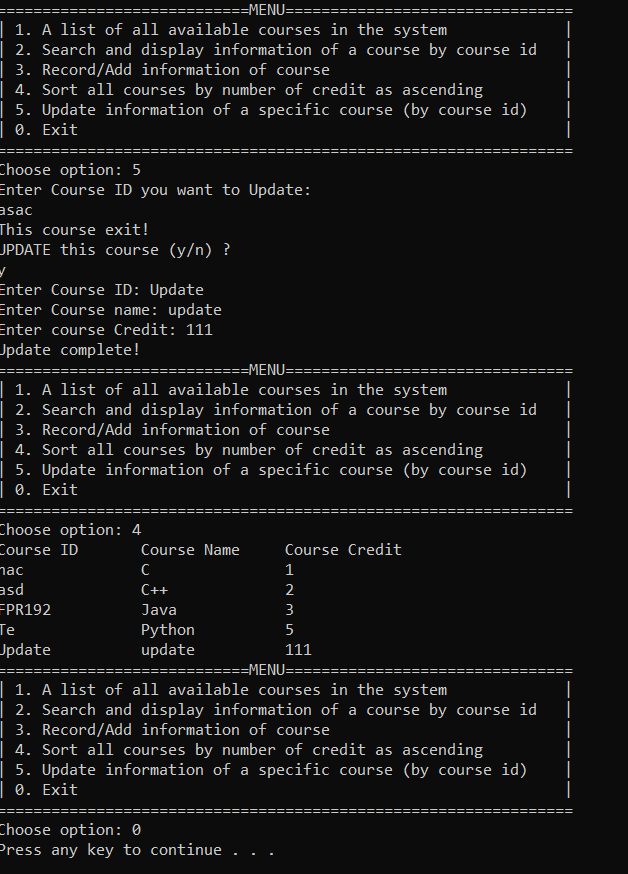 ============================MENU================================
| 1. A list of all available courses in the system             |
| 2. Search and display information of a course by course id   |
| 3. Record/Add information of course                          |
| 4. Sort all courses by number of credit as ascending         |
| 5. Update information of a specific course (by course id)    |
| 0. Exit                                                      |
================================================================
Choose option: 5
Enter Course ID you want to Update:
asac
This course exit!
UPDATE this course (y/n) ?
y
Enter Course ID: Update
Enter Course name: update
Enter course Credit: 111
Update complete!
============================MENU================================
| 1. A list of all available courses in the system             |
| 2. Search and display information of a course by course id   |
| 3. Record/Add information of course                          |
| 4. Sort all courses by number of credit as ascending         |
| 5. Update information of a specific course (by course id)    |
| 0. Exit                                                      |
================================================================
Choose option: 4
Course ID       Course Name     Course Credit
C               1
asd             C++             2
FPR192          Java            3
Te              Python          5
Update          update          111
============================MENU================================
| 1. A list of all available courses in the system             |
| 2. Search and display information of a course by course id   |
| 3. Record/Add information of course                          |
| 4. Sort all courses by number of credit as ascending         |
| 5. Update information of a specific course (by course id)    |
| 0. Exit                                                      |
================================================================
Choose option: 0
Press any key to continue . . .